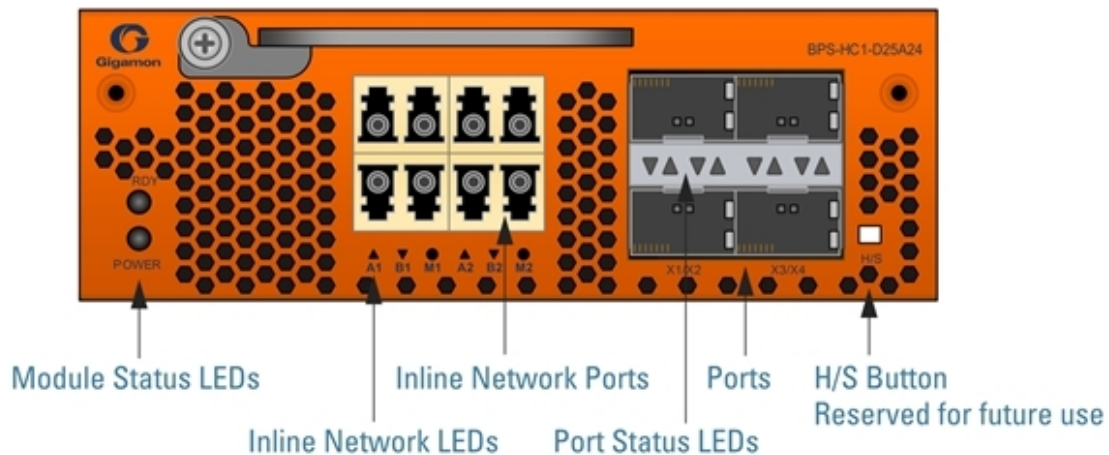 Gigamon
BPS-HC1-D25A24
RDY
POWER
A1 B1 M1 A2 B2 M2
X1/X2 X3/X4
H/S
Module Status LEDs
Inline Network Ports
Ports
H/S Button
Reserved for future use
Inline Network LEDs
Port Status LEDs